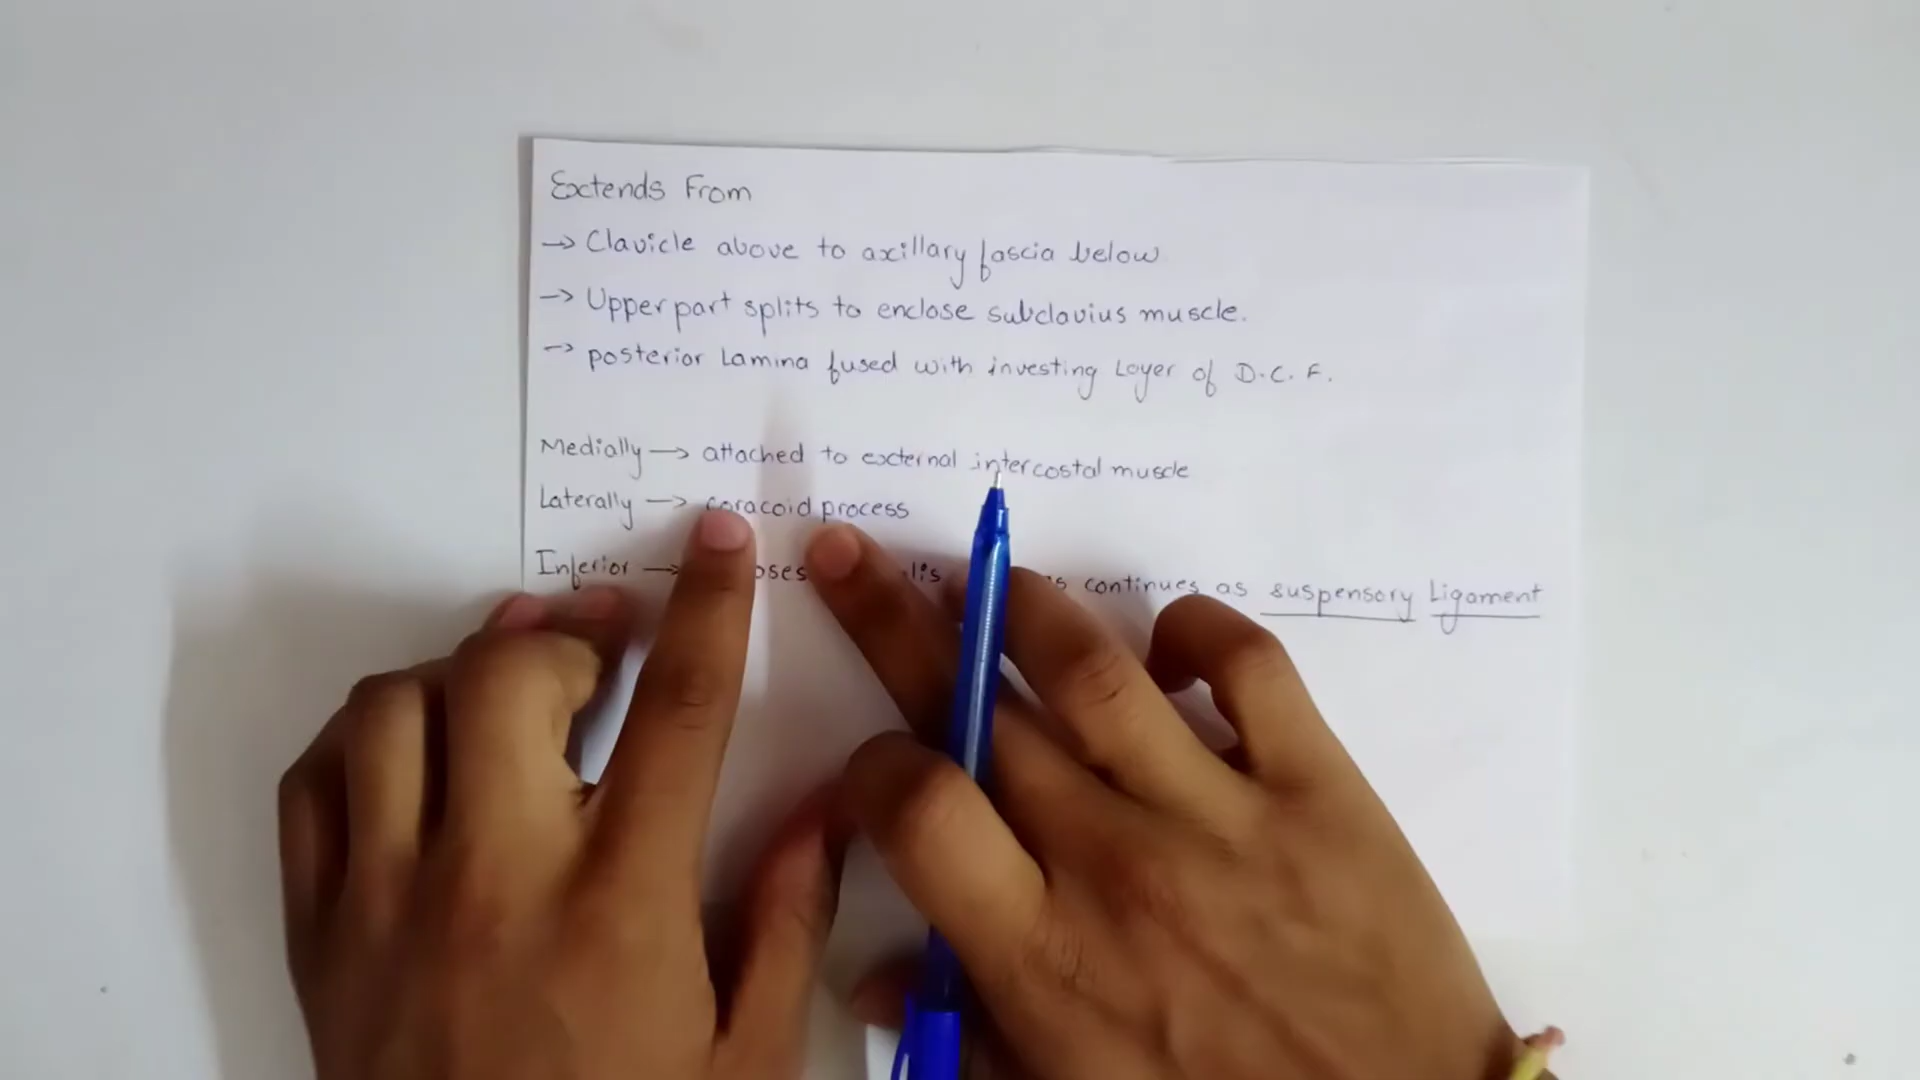 Extends From
→ Clavicle above to axillary fascia below
→ Upper part splits to enclose subclavius muscle.
→ posterior Lamina fused with investing Layer of D.C.F.
Medially → attached to external intercostal muscle
Laterally → coracoid process
Inferior → continues as suspensory Ligament